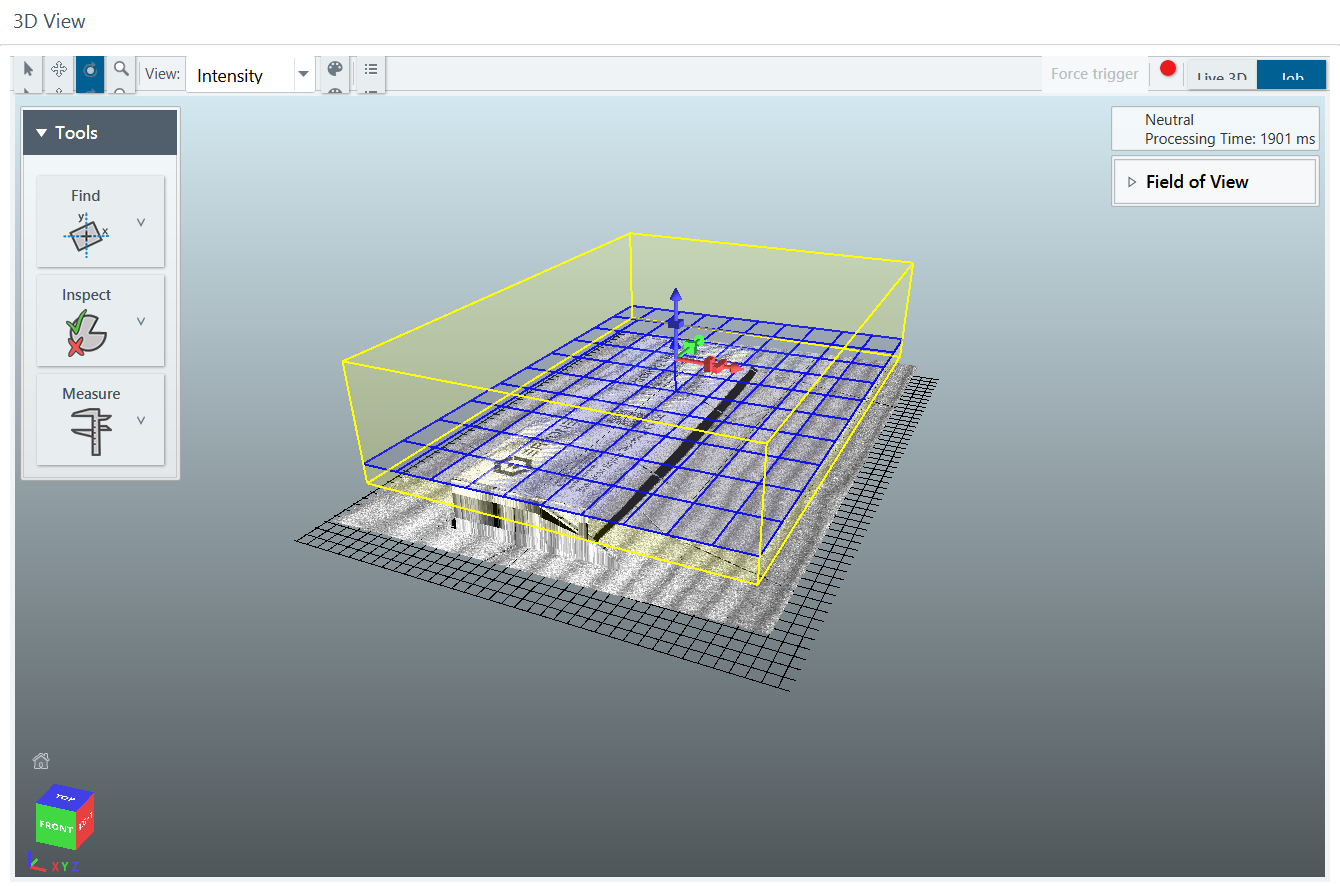 3D View
View:
Intensity
Force trigger
Live 3D
Job
Tools
Neutral
Processing Time: 1901 ms
Field of View
Find
y
x
Inspect
Measure
TOP
FRONT
X Y Z